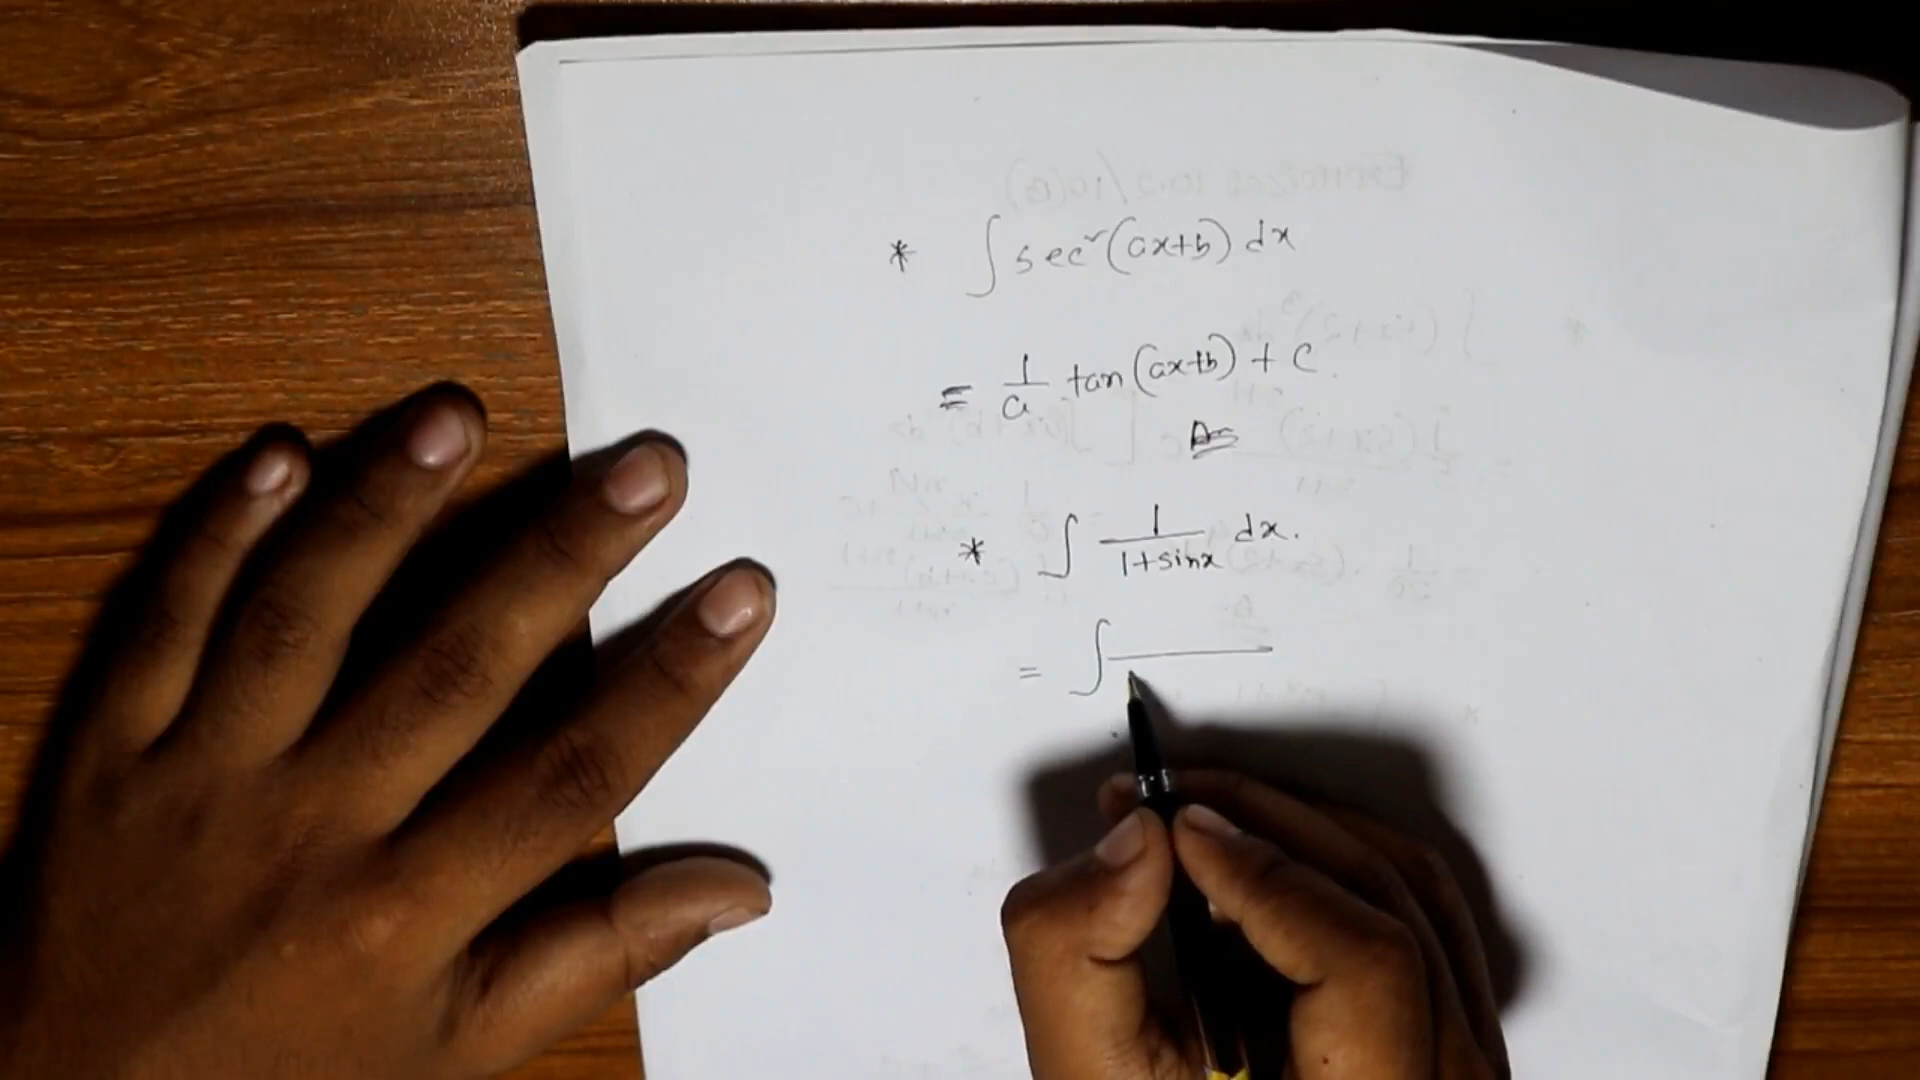 * ∫ sec²(ax+b) dx
= 1/a tan(ax+b) + c
Ans
* ∫ 1/(1+sinx) dx.
= ∫